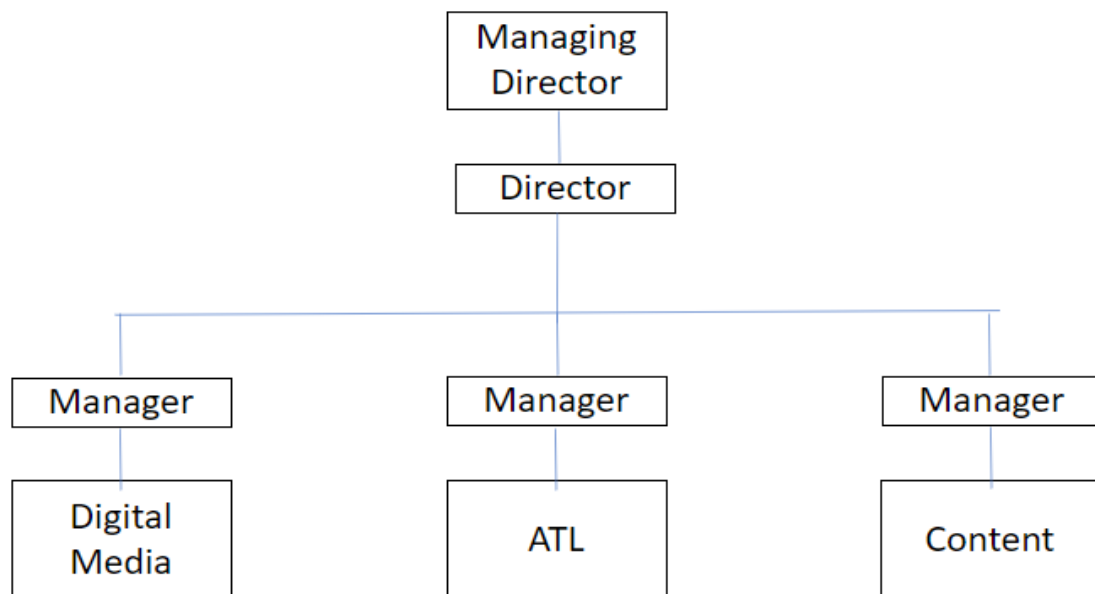 Managing
Director
Director
Manager
Manager
Manager
Digital
Media
ATL
Content